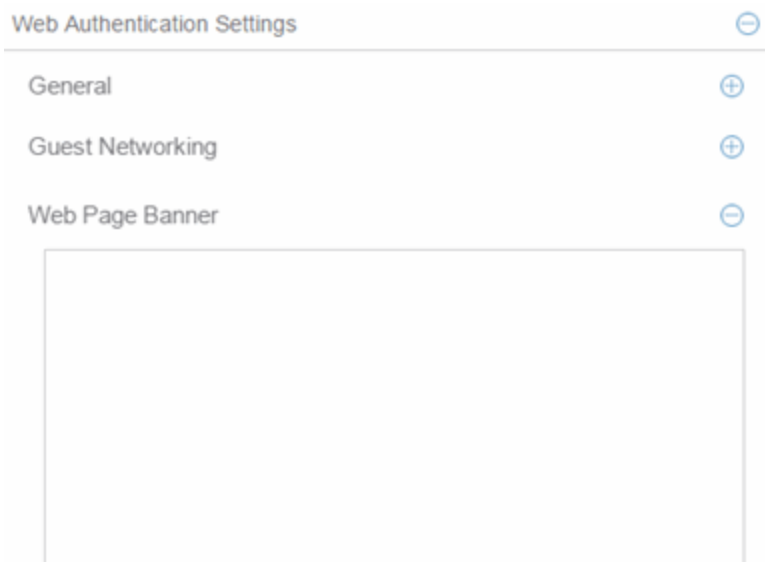 Web Authentication Settings
General
Guest Networking
Web Page Banner